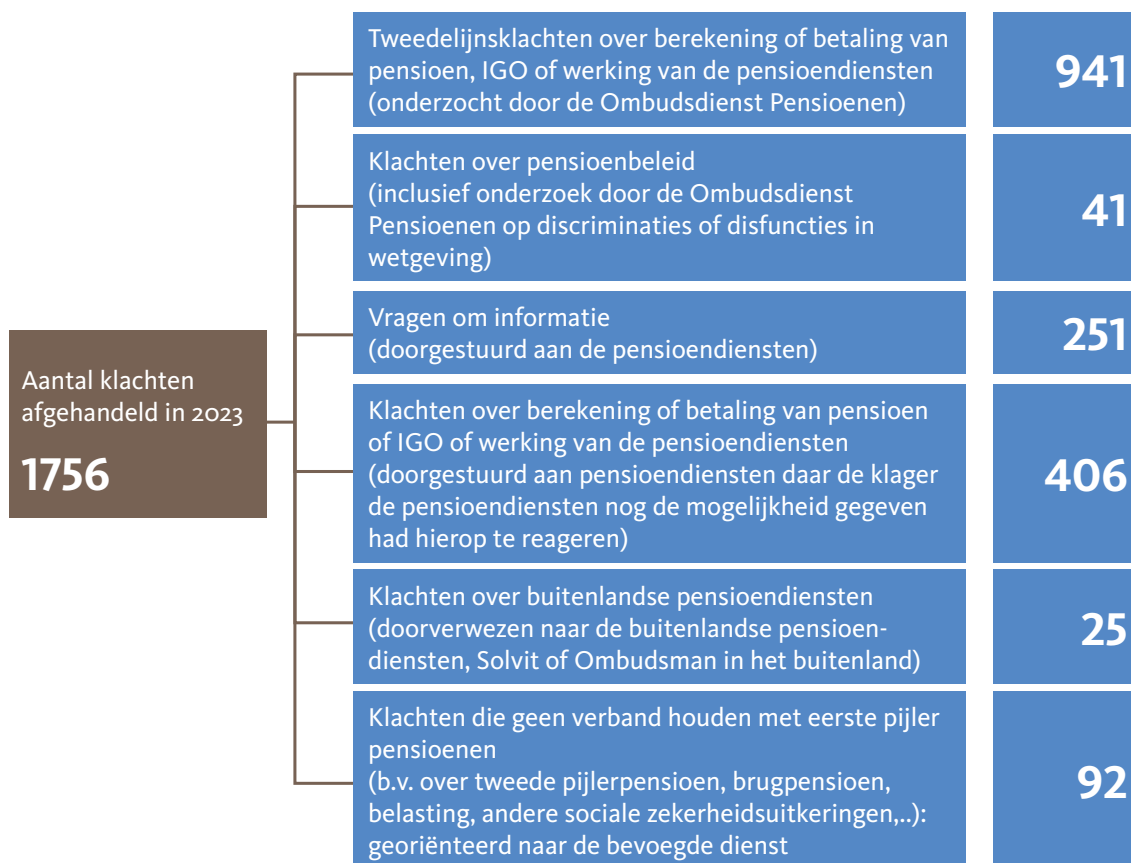 Tweedelijnsklachten over berekening of betaling van
pensioen, IGO of werking van de pensioendiensten
(onderzocht door de Ombudsdienst Pensioenen)
941
Klachten over pensioenbeleid
(inclusief onderzoek door de Ombudsdienst
Pensioenen op discriminaties of disfuncties in
wetgeving)
41
Vragen om informatie
(doorgestuurd aan de pensioendiensten)
251
Aantal klachten
afgehandeld in 2023
1756
Klachten over berekening of betaling van pensioen
of IGO of werking van de pensioendiensten
(doorgestuurd aan pensioendiensten daar de klager
de pensioendiensten nog de mogelijkheid gegeven
had hierop te reageren)
406
Klachten over buitenlandse pensioendiensten
(doorverwezen naar de buitenlandse pensioen-
diensten, Solvit of Ombudsman in het buitenland)
25
Klachten die geen verband houden met eerste pijler
pensioenen
(b.v. over tweede pijlerpensioen, brugpensioen,
belasting, andere sociale zekerheidsuitkeringen,..):
georiënteerd naar de bevoegde dienst
92